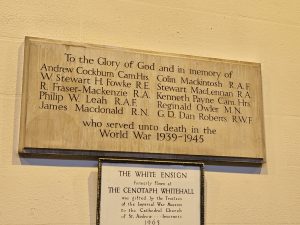 To the Glory of God and in memory of
Andrew Cockburn Cam.Hrs. Colin Mackintosh R.A.F.
W. Stewart H. Fowke R.E. Stewart MacLennan R.A.
R. Fraser-Mackenzie R.A. Kenneth Payne Cam. Hrs.
Philip W. Leah R.A.F. Reginald Owler M.N.
James Macdonald R.N. G.D. Dan Roberts R.W.F.
who served unto death in the
World War 1939-1945
THE WHITE ENSIGN
formerly flown at
THE CENOTAPH WHITEHALL
was gifted by the Trustees
of the Imperial War Museum
to the Cathedral Church
of St. Andrew - Inverness